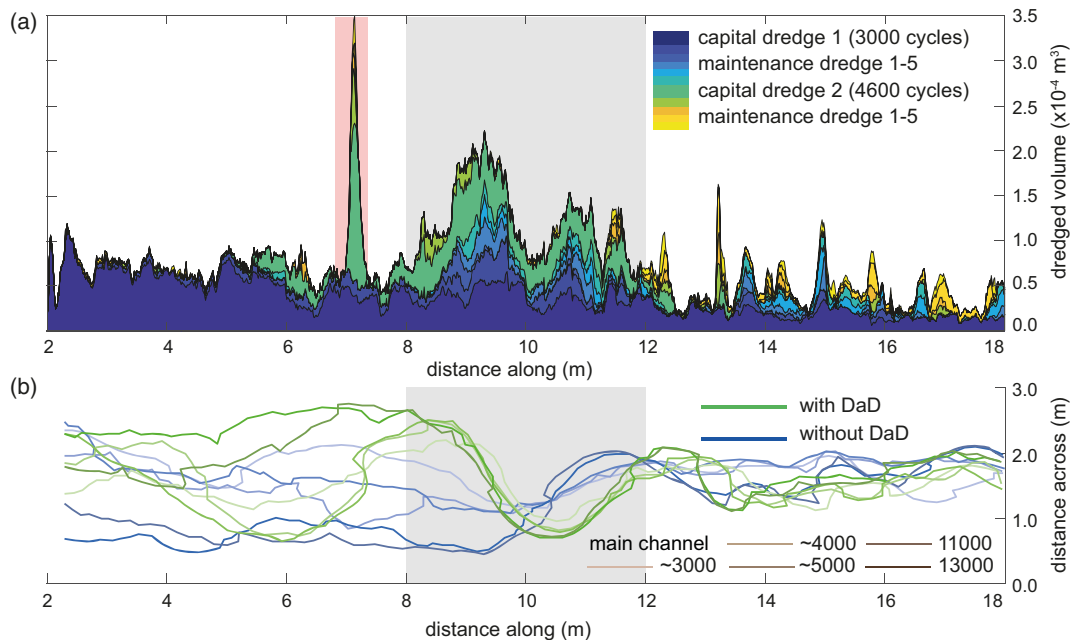 (a)
3.5
3.0
2.5
2.0
1.5
1.0
0.5
0.0
dredged volume (x10⁻⁴ m³)
capital dredge 1 (3000 cycles)
maintenance dredge 1-5
capital dredge 2 (4600 cycles)
maintenance dredge 1-5
2 4 6 8 10 12 14 16 18
distance along (m)
(b)
3.0
2.0
1.0
0.0
distance across (m)
with DaD
without DaD
main channel ~4000 11000
~3000 ~5000 13000
2 4 6 8 10 12 14 16 18
distance along (m)